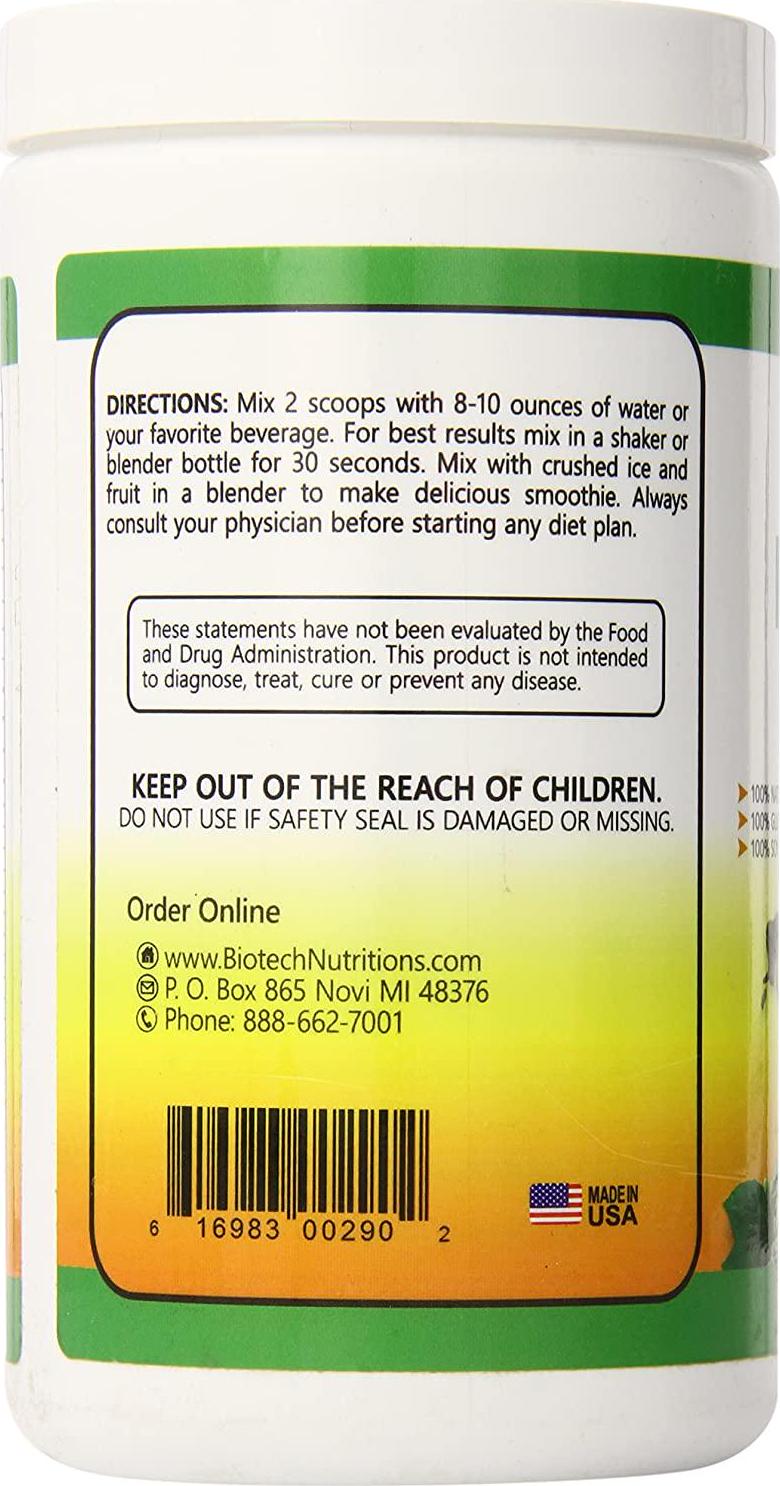 DIRECTIONS: Mix 2 scoops with 8-10 ounces of water or
your favorite beverage. For best results mix in a shaker or
blender bottle for 30 seconds. Mix with crushed ice and
fruit in a blender to make delicious smoothie. Always
consult your physician before starting any diet plan.
These statements have not been evaluated by the Food
and Drug Administration. This product is not intended
to diagnose, treat, cure or prevent any disease.
KEEP OUT OF THE REACH OF CHILDREN.
DO NOT USE IF SAFETY SEAL IS DAMAGED OR MISSING.
100%
100%
100%
Order Online
www.BiotechNutritions.com
P. O. Box 865 Novi MI 48376
Phone: 888-662-7001
6 16983 00290 2
MADE IN
USA